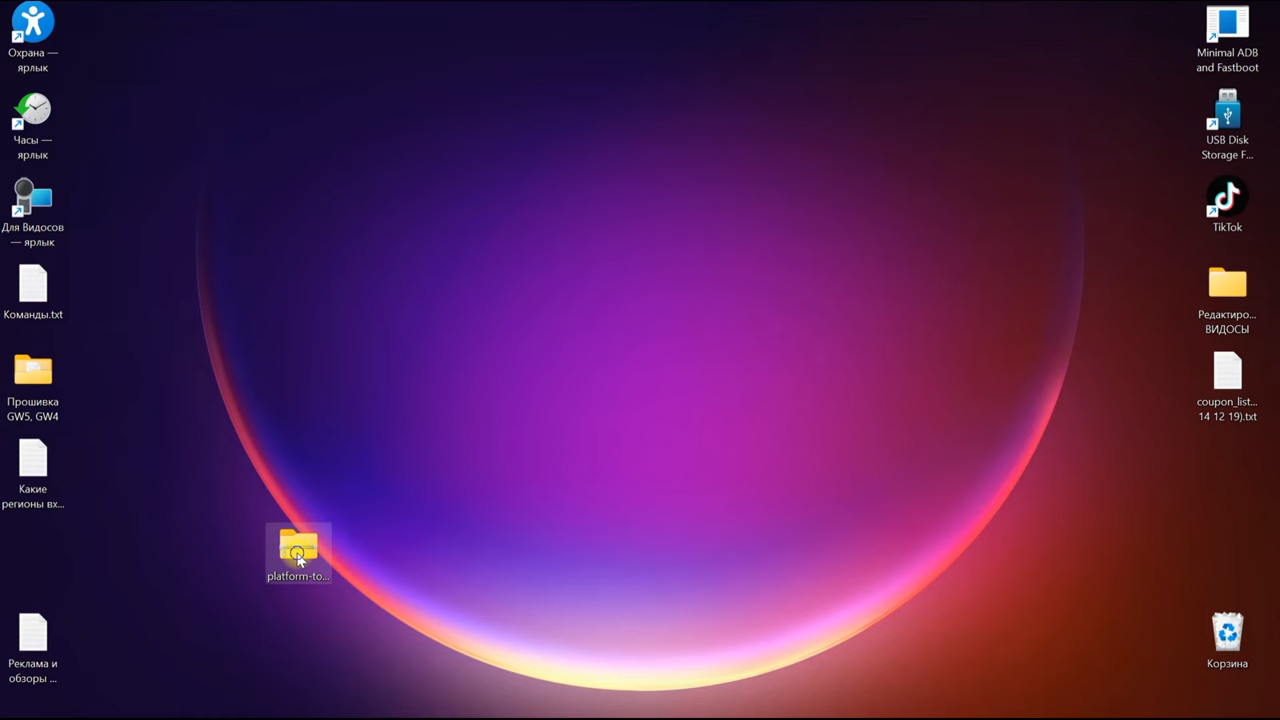 Охрана —
ярлык
Часы —
ярлык
Для Видосов
— ярлык
Команды.txt
Прошивка
GW5, GW4
Какие
регионы вх...
Реклама и
обзоры ...
platform-to...
Minimal ADB
and Fastboot
USB Disk
Storage F...
TikTok
Редактиро...
ВИДОСЫ
coupon_list...
14 12 19).txt
Корзина